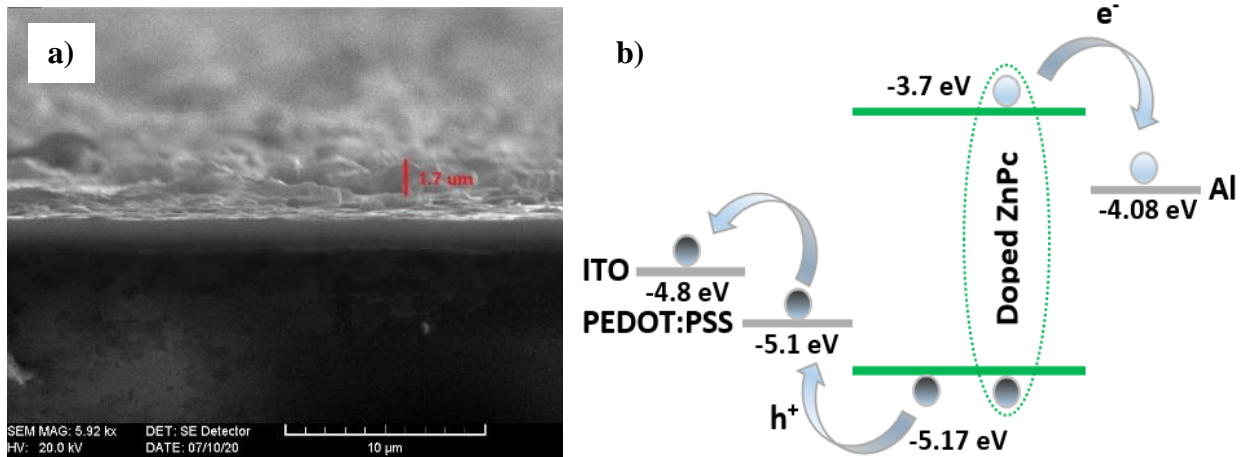 a)
1.7 um
SEM MAG: 5.92 kx DET: SE Detector
HV: 20.0 kV DATE: 07/10/20 10 µm
b)
e-
-3.7 eV
Doped ZnPc
Al
-4.08 eV
ITO
-4.8 eV
PEDOT:PSS
-5.1 eV
h+
-5.17 eV